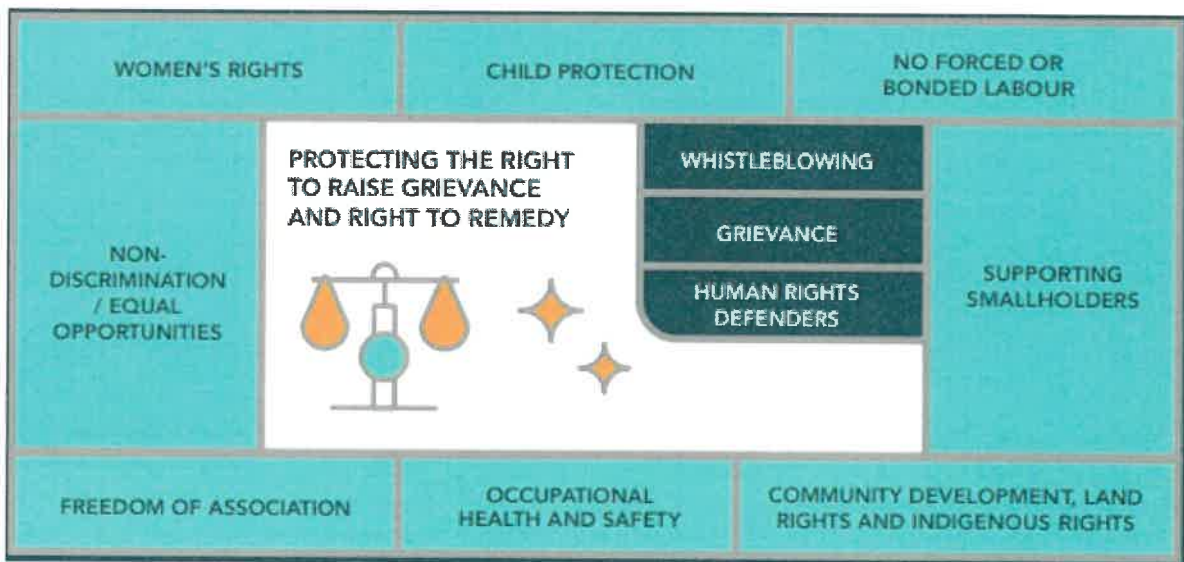 WOMEN'S RIGHTS
CHILD PROTECTION
NO FORCED OR
BONDED LABOUR
NON-
DISCRIMINATION
/ EQUAL
OPPORTUNITIES
PROTECTING THE RIGHT
TO RAISE GRIEVANCE
AND RIGHT TO REMEDY
WHISTLEBLOWING
GRIEVANCE
HUMAN RIGHTS
DEFENDERS
SUPPORTING
SMALLHOLDERS
FREEDOM OF ASSOCIATION
OCCUPATIONAL
HEALTH AND SAFETY
COMMUNITY DEVELOPMENT, LAND
RIGHTS AND INDIGENOUS RIGHTS